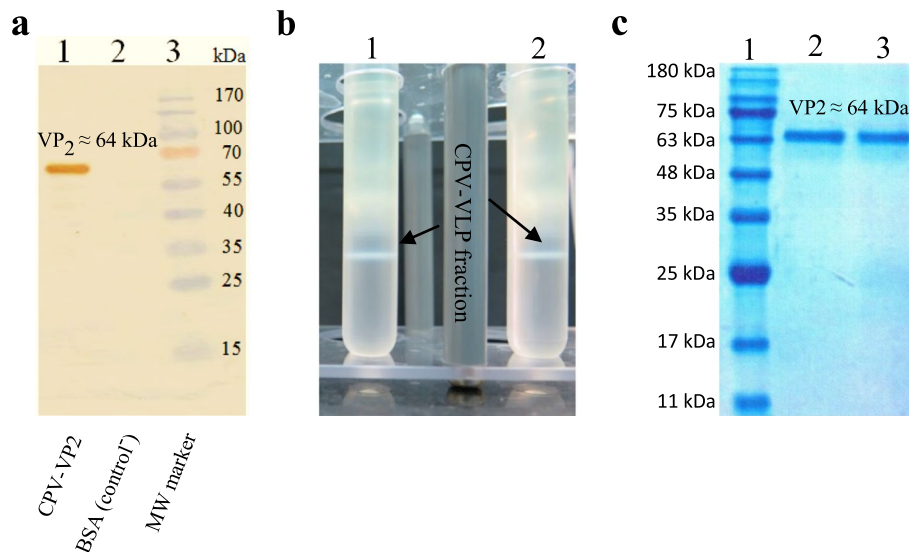 a
1 2 3 kDa
170
VP2 ≈ 64 kDa
100
70
55
40
35
25
15
CPV-VP2
BSA (control-)
MW marker
b
1 2
CPV-VLP fraction
c
1 2 3
180 kDa
75 kDa
VP2 ≈ 64 kDa
63 kDa
48 kDa
35 kDa
25 kDa
17 kDa
11 kDa